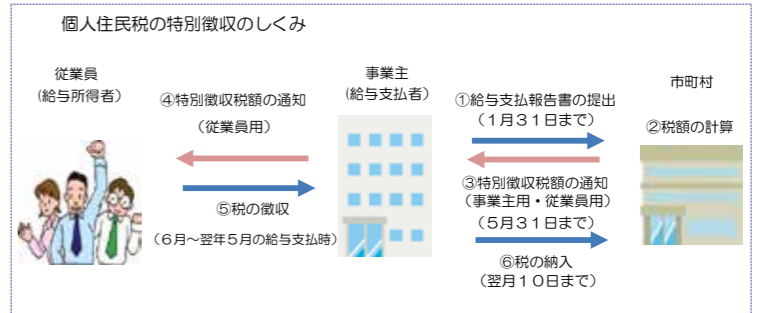 個人住民税の特別徴収のしくみ
従業員
(給与所得者)
④特別徴収税額の通知
(従業員用)
⑤税の徴収
(6月~翌年5月の給与支払時)
事業主
(給与支払者)
①給与支払報告書の提出
(1月31日まで)
③特別徴収税額の通知
(事業主用・従業員用)
(5月31日まで)
⑥税の納入
(翌月10日まで)
市町村
②税額の計算